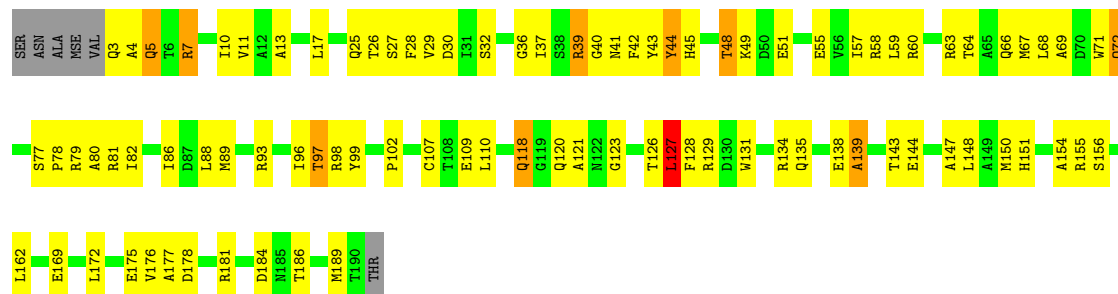 SER ASN ALA MSE VAL Q3 A4 Q5 T6 R7 I10 V11 A12 A13 L17 Q25 T26 S27 F28 V29 D30 I31 S32 G36 I37 S38 R39 G40 N41 F42 Y43 Y44 H45 T48 K49 D50 E51 E55 V56 I57 R58 L59 R60 R63 T64 A65 Q66 M67 L68 A69 D70 W71
S77 P78 R79 A80 R81 I82 I86 D87 L88 M89 R93 I96 T97 R98 Y99 P102 C107 T108 E109 L110 Q118 G119 Q120 A121 N122 G123 T126 L127 F128 R129 D130 W131 R134 Q135 E138 A139 T143 E144 A147 L148 A149 M150 H151 A154 R155 S156
L162 E169 L172 E175 V176 A177 D178 R181 D184 N185 T186 M189 T190 THR